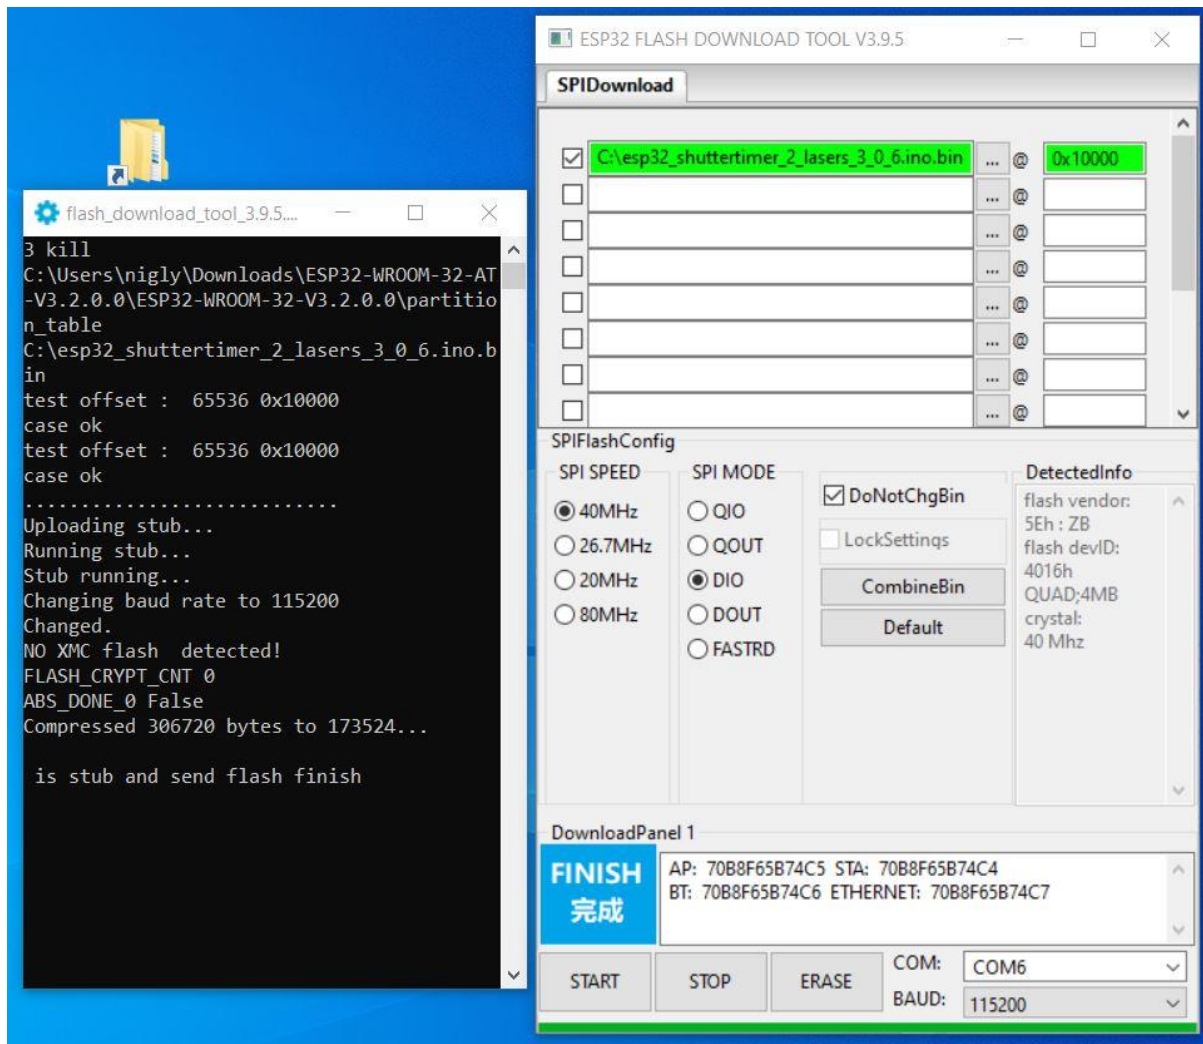 flash_download_tool_3.9.5....
3 kill
C:\Users\nigly\Downloads\ESP32-WROOM-32-AT
-V3.2.0.0\ESP32-WROOM-32-V3.2.0.0\partitio
n_table
C:\esp32_shuttertimer_2_lasers_3_0_6.ino.b
in
test offset :  65536 0x10000
case ok
test offset :  65536 0x10000
case ok
............................
Uploading stub...
Running stub...
Stub running...
Changing baud rate to 115200
Changed.
NO XMC flash  detected!
FLASH_CRYPT_CNT 0
ABS_DONE_0 False
Compressed 306720 bytes to 173524...
is stub and send flash finish
ESP32 FLASH DOWNLOAD TOOL V3.9.5
SPIDownload
C:\esp32_shuttertimer_2_lasers_3_0_6.ino.bin ... @ 0x10000
... @
... @
... @
... @
... @
... @
... @
SPIFlashConfig
SPI SPEED
40MHz
26.7MHz
20MHz
80MHz
SPI MODE
QIO
QOUT
DIO
DOUT
FASTRD
DoNotChgBin
LockSettings
CombineBin
Default
DetectedInfo
flash vendor:
5Eh : ZB
flash devID:
4016h
QUAD;4MB
crystal:
40 Mhz
DownloadPanel 1
FINISH
完成
AP: 70B8F65B74C5 STA: 70B8F65B74C4
BT: 70B8F65B74C6 ETHERNET: 70B8F65B74C7
START STOP ERASE
COM: COM6
BAUD: 115200